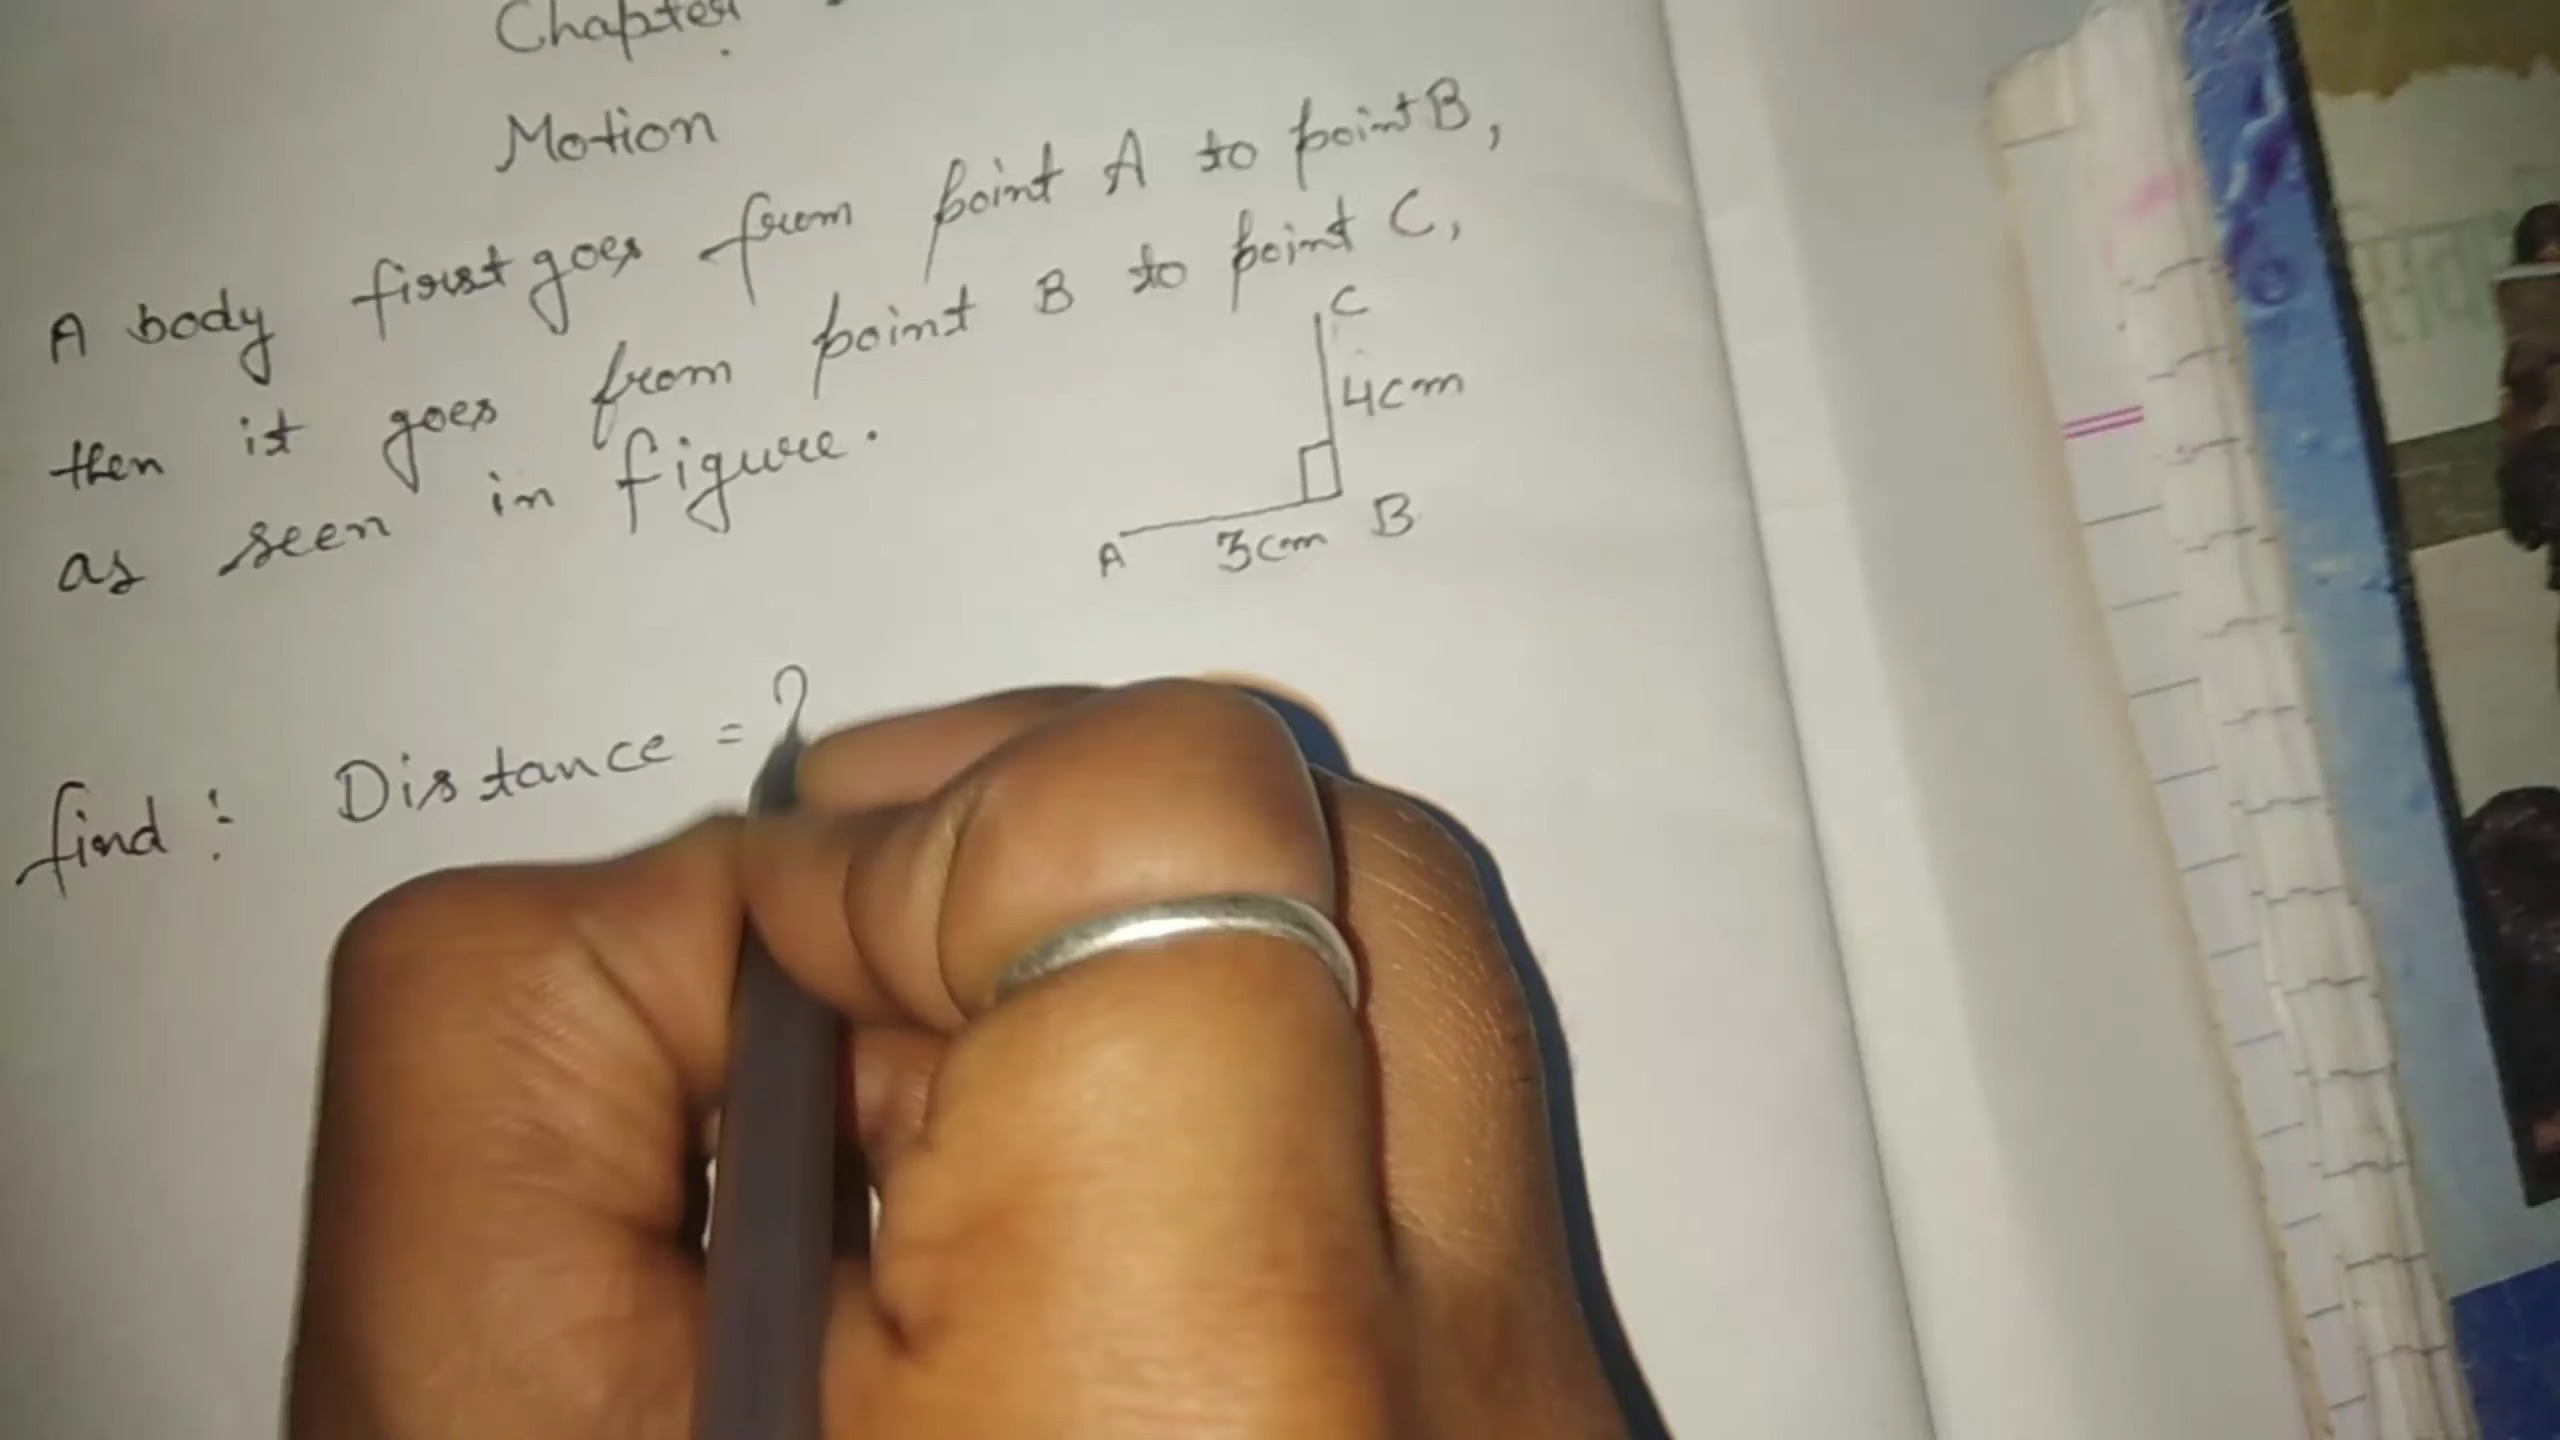 Chapter
Motion
A body first goes from point A to point B,
then it goes from point B to point C,
as seen in figure.
C
4cm
A 3cm B
find : Distance = ?